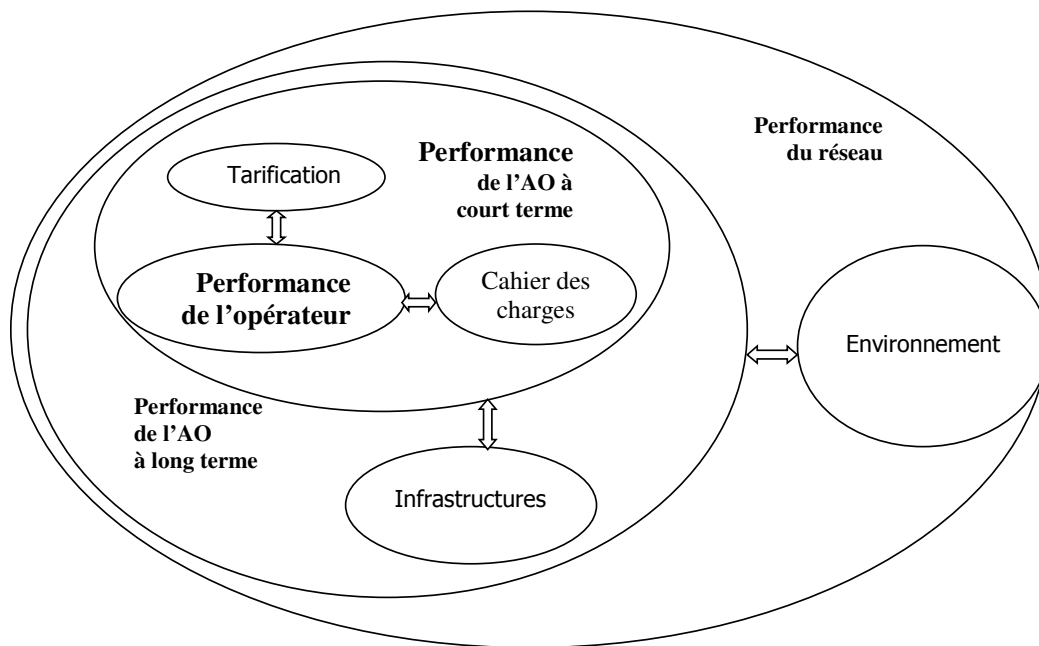 Performance
du réseau
Performance
de l’AO à
court terme
Tarification
Performance
de l’opérateur
Cahier des
charges
Environnement
Performance
de l’AO
à long terme
Infrastructures